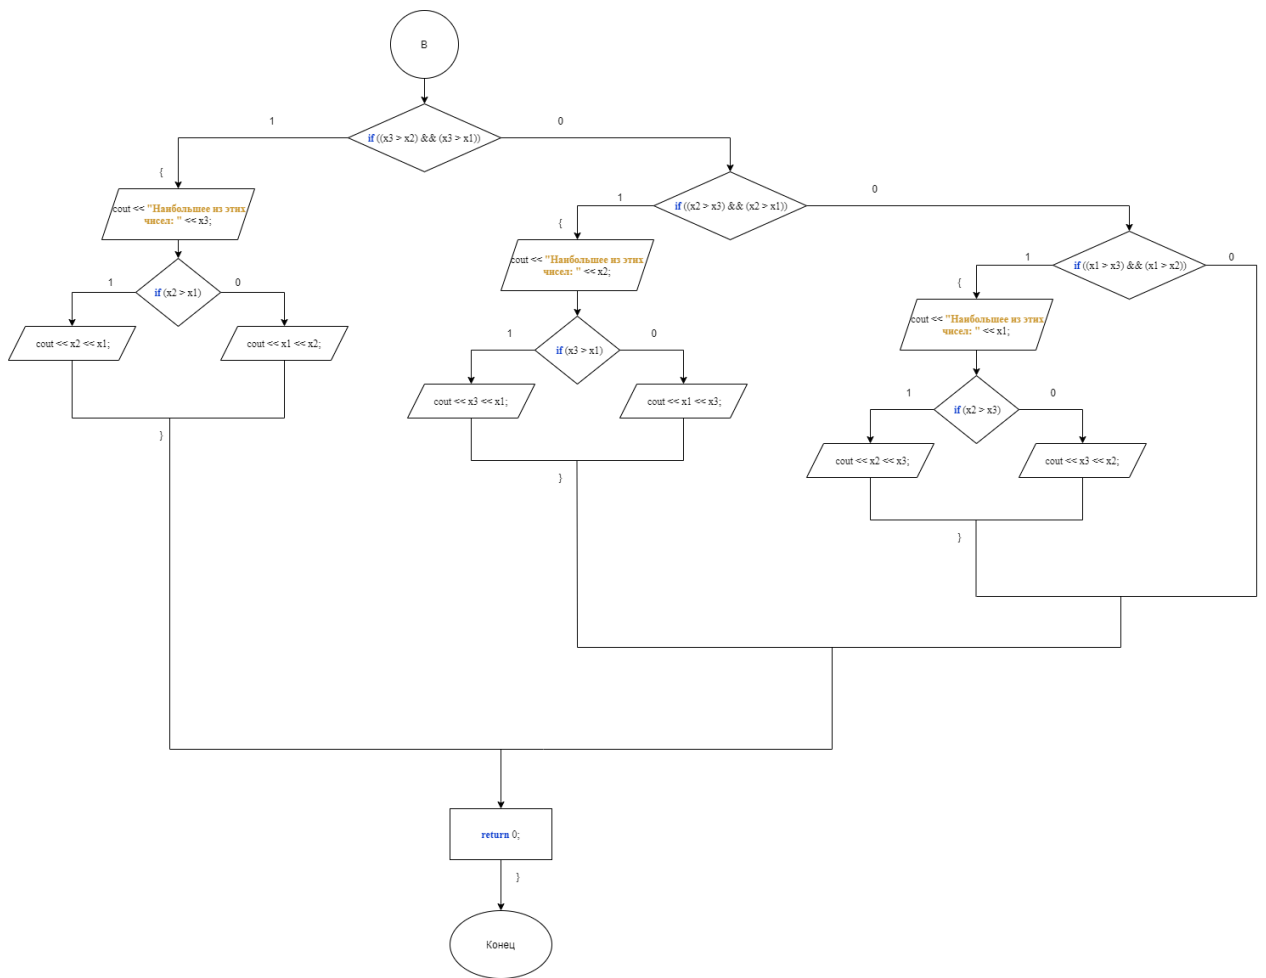 B
1
0
if ((x3 > x2) && (x3 > x1))
{
cout << "Наибольшее из этих
чисел: " << x3;
1
0
if (x2 > x1)
cout << x2 << x1;
cout << x1 << x2;
}
1
0
if ((x2 > x3) && (x2 > x1))
{
cout << "Наибольшее из этих
чисел: " << x2;
1
0
if (x3 > x1)
cout << x3 << x1;
cout << x1 << x3;
}
1
0
if ((x1 > x3) && (x1 > x2))
{
cout << "Наибольшее из этих
чисел: " << x1;
1
0
if (x2 > x3)
cout << x2 << x3;
cout << x3 << x2;
}
return 0;
}
Конец